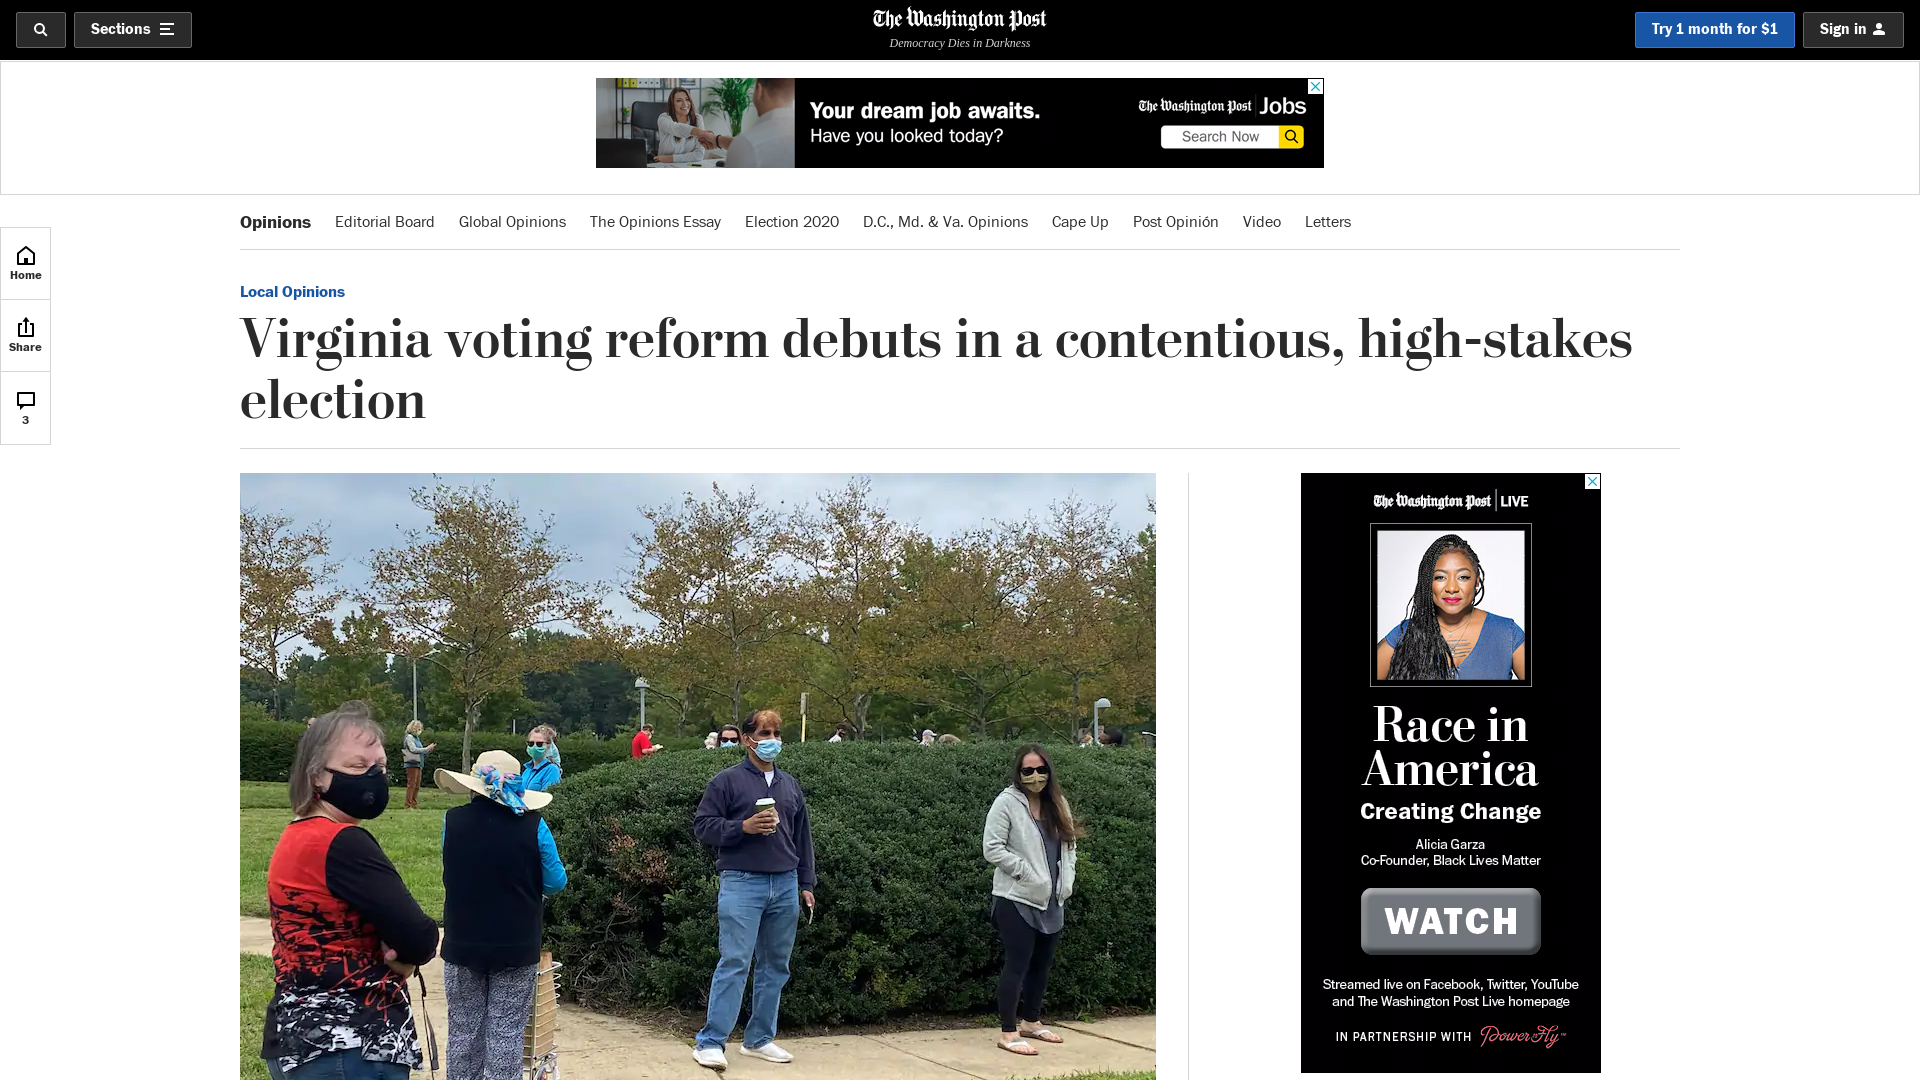 Sections
The Washington Post
Democracy Dies in Darkness
Try 1 month for $1
Sign in
Your dream job awaits.
Have you looked today?
The Washington Post Jobs
Search Now
Opinions
Editorial Board
Global Opinions
The Opinions Essay
Election 2020
D.C., Md. & Va. Opinions
Cape Up
Post Opinión
Video
Letters
Home
Share
3
Local Opinions
Virginia voting reform debuts in a contentious, high-stakes
election
The Washington Post LIVE
Race in
America
Creating Change
Alicia Garza
Co-Founder, Black Lives Matter
WATCH
Streamed live on Facebook, Twitter, YouTube
and The Washington Post Live homepage
IN PARTNERSHIP WITH PowerToFly